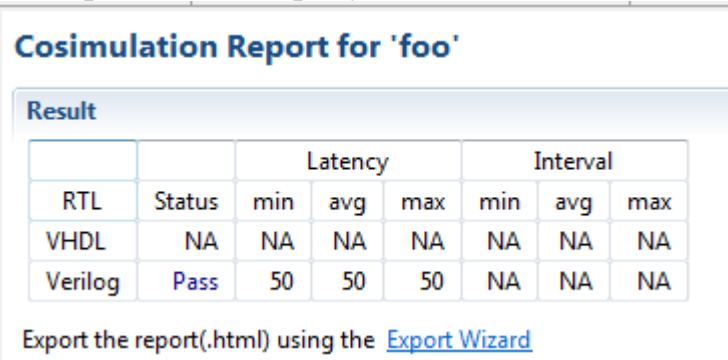 Cosimulation Report for 'foo'
Result
Latency Interval
RTL Status min avg max min avg max
VHDL NA NA NA NA NA NA NA
Verilog Pass 50 50 50 NA NA NA
Export the report(.html) using the Export Wizard